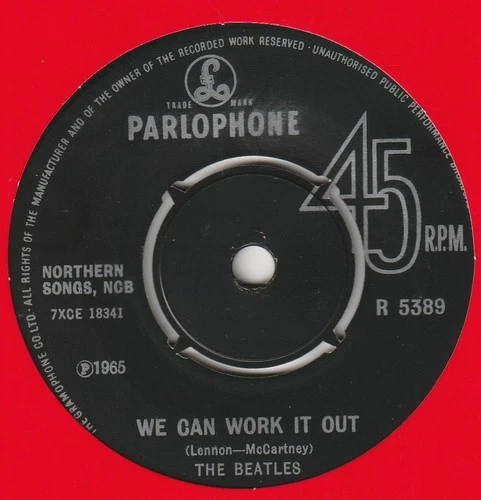 THE GRAMOPHONE CO. LTD. · ALL RIGHTS OF THE MANUFACTURER AND OF THE OWNER OF THE RECORDED WORK RESERVED · UNAUTHORISED PUBLIC PERFORMANCE
£
TRADE MARK
PARLOPHONE
45
R.P.M.
NORTHERN
SONGS, NCB
7XCE 18341
R 5389
Ⓟ1965
WE CAN WORK IT OUT
(Lennon—McCartney)
THE BEATLES